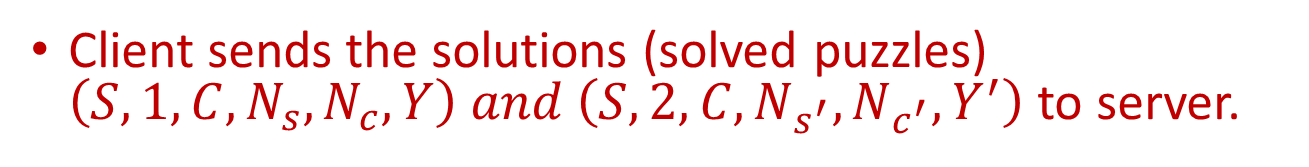 • Client sends the solutions (solved puzzles)
(S, 1, C, N_s, N_c, Y) and (S, 2, C, N_s′, N_c′, Y′) to server.